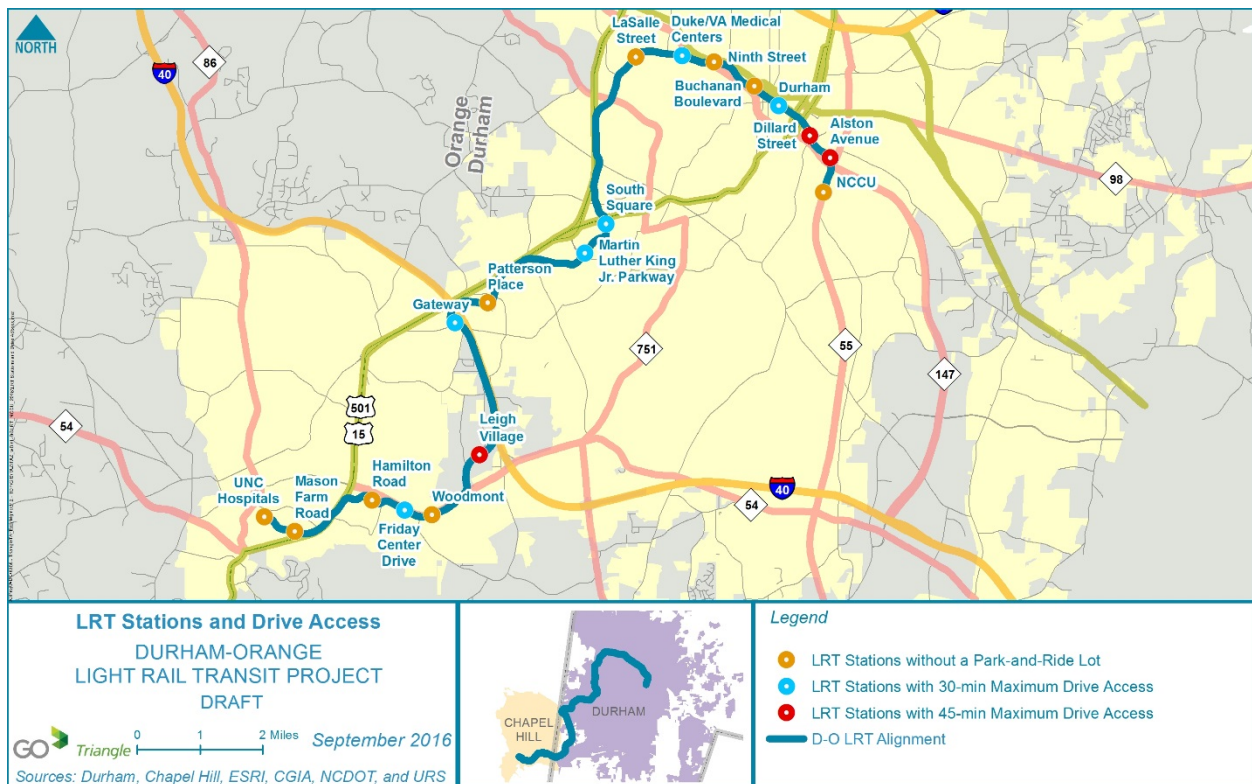 NORTH
40
86
Orange
Durham
LaSalle
Street
Duke/VA Medical
Centers
Ninth Street
Buchanan
Boulevard
Durham
Dillard
Street
Alston
Avenue
NCCU
98
South
Square
Martin
Luther King
Jr. Parkway
Patterson
Place
Gateway
751
55
147
501
15
54
Leigh
Village
UNC
Hospitals
Mason
Farm
Road
Hamilton
Road
Woodmont
Friday
Center
Drive
40
54
LRT Stations and Drive Access
DURHAM-ORANGE
LIGHT RAIL TRANSIT PROJECT
DRAFT
GO Triangle
0 1 2 Miles
September 2016
Sources: Durham, Chapel Hill, ESRI, CGIA, NCDOT, and URS
CHAPEL
HILL
DURHAM
Legend
LRT Stations without a Park-and-Ride Lot
LRT Stations with 30-min Maximum Drive Access
LRT Stations with 45-min Maximum Drive Access
D-O LRT Alignment